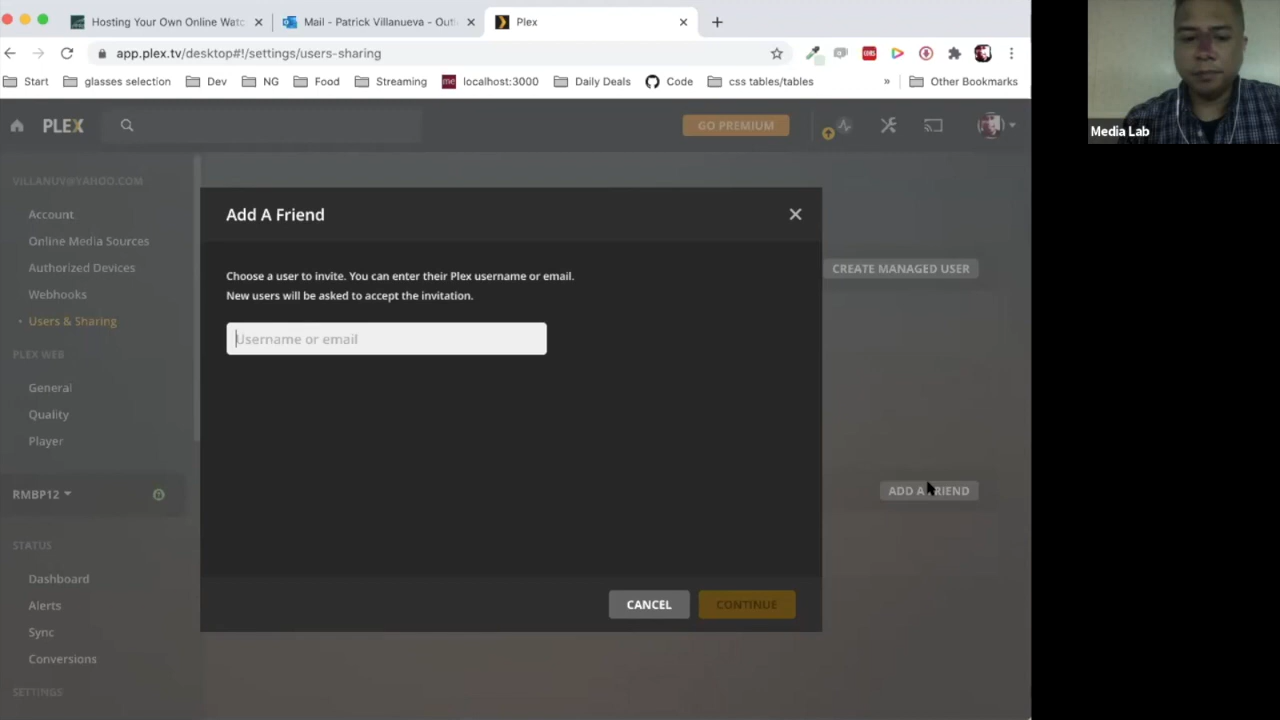 Hosting Your Own Online Watc
Mail - Patrick Villanueva - Outl
Plex
app.plex.tv/desktop#!/settings/users-sharing
Start
glasses selection
Dev
NG
Food
Streaming
me
localhost:3000
Daily Deals
Code
css tables/tables
»
Other Bookmarks
PLEX
GO PREMIUM
Media Lab
VILLANUV@YAHOO.COM
Account
Online Media Sources
Authorized Devices
Webhooks
Users & Sharing
PLEX WEB
General
Quality
Player
RMBP12
STATUS
Dashboard
Alerts
Sync
Conversions
SETTINGS
Add A Friend
Choose a user to invite. You can enter their Plex username or email.
New users will be asked to accept the invitation.
Username or email
CANCEL
CONTINUE
CREATE MANAGED USER
ADD A FRIEND